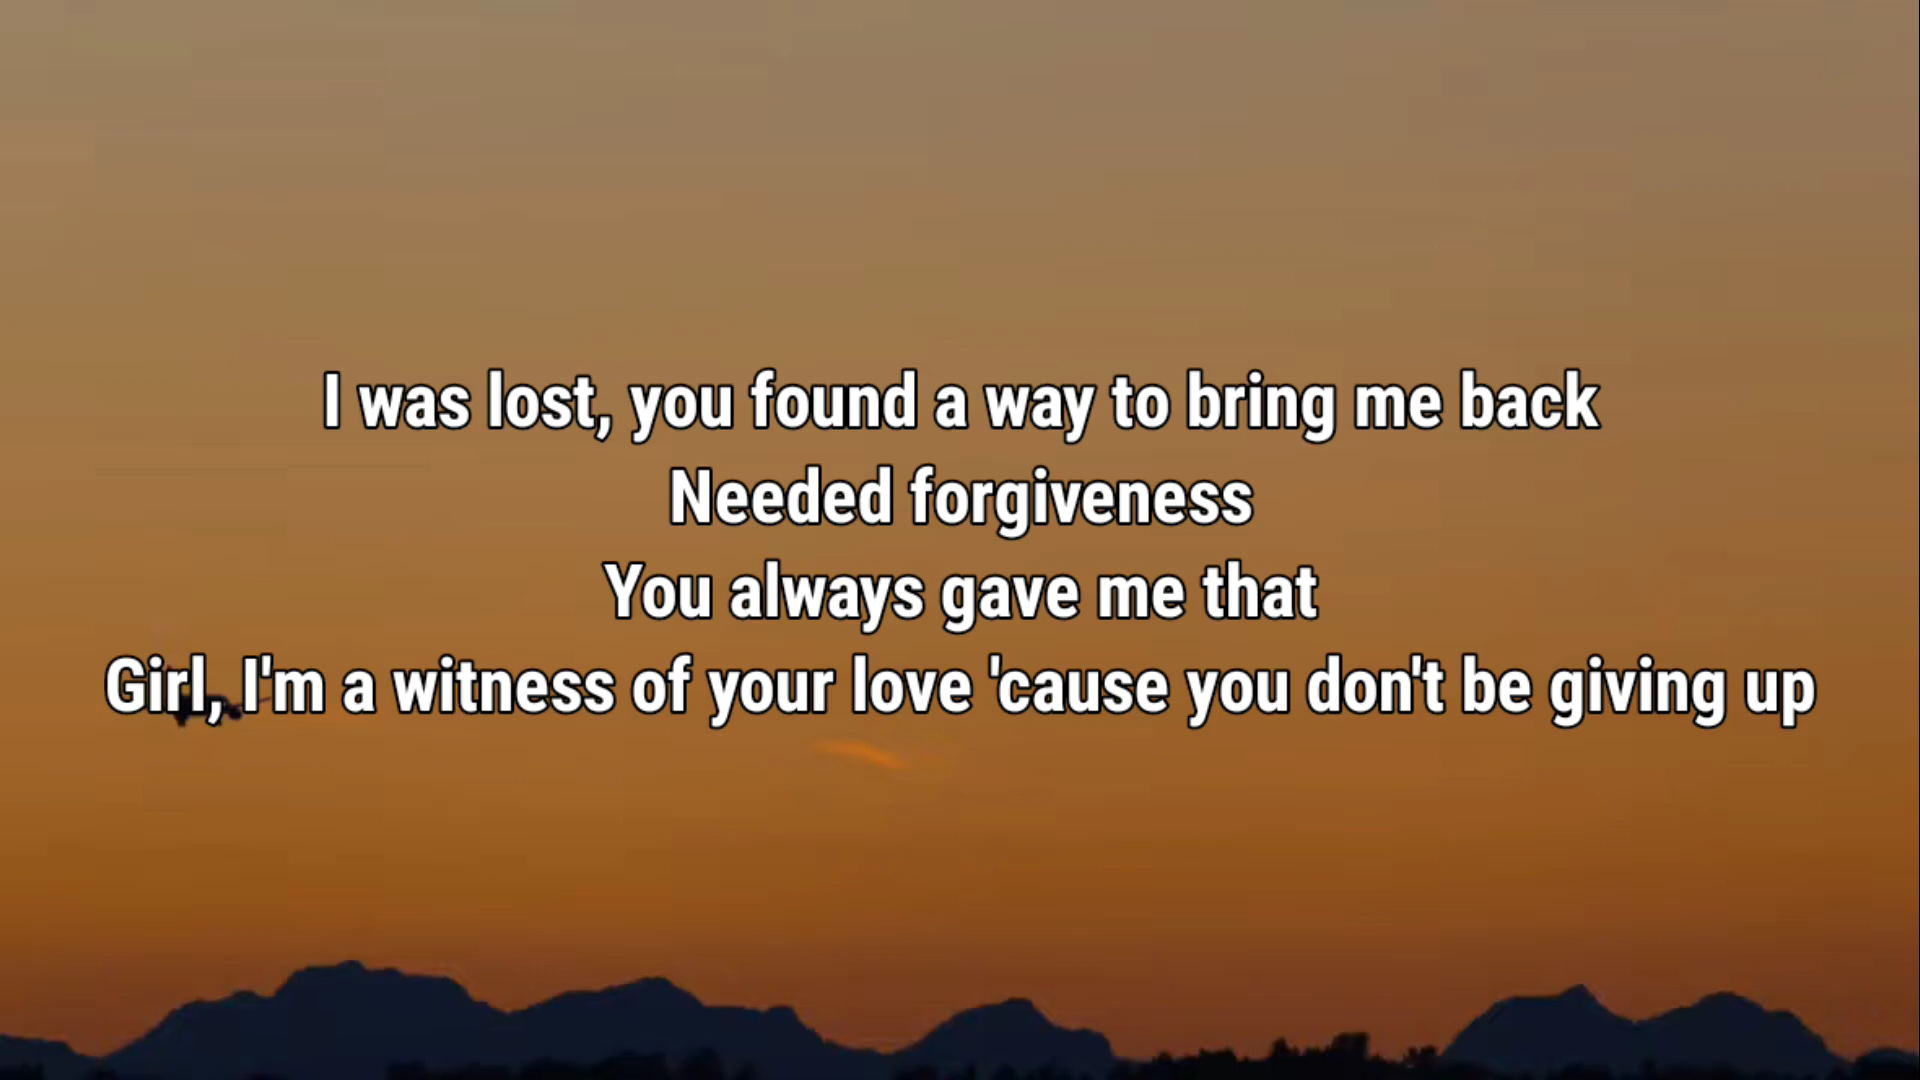 I was lost, you found a way to bring me back
Needed forgiveness
You always gave me that
Girl, I'm a witness of your love 'cause you don't be giving up